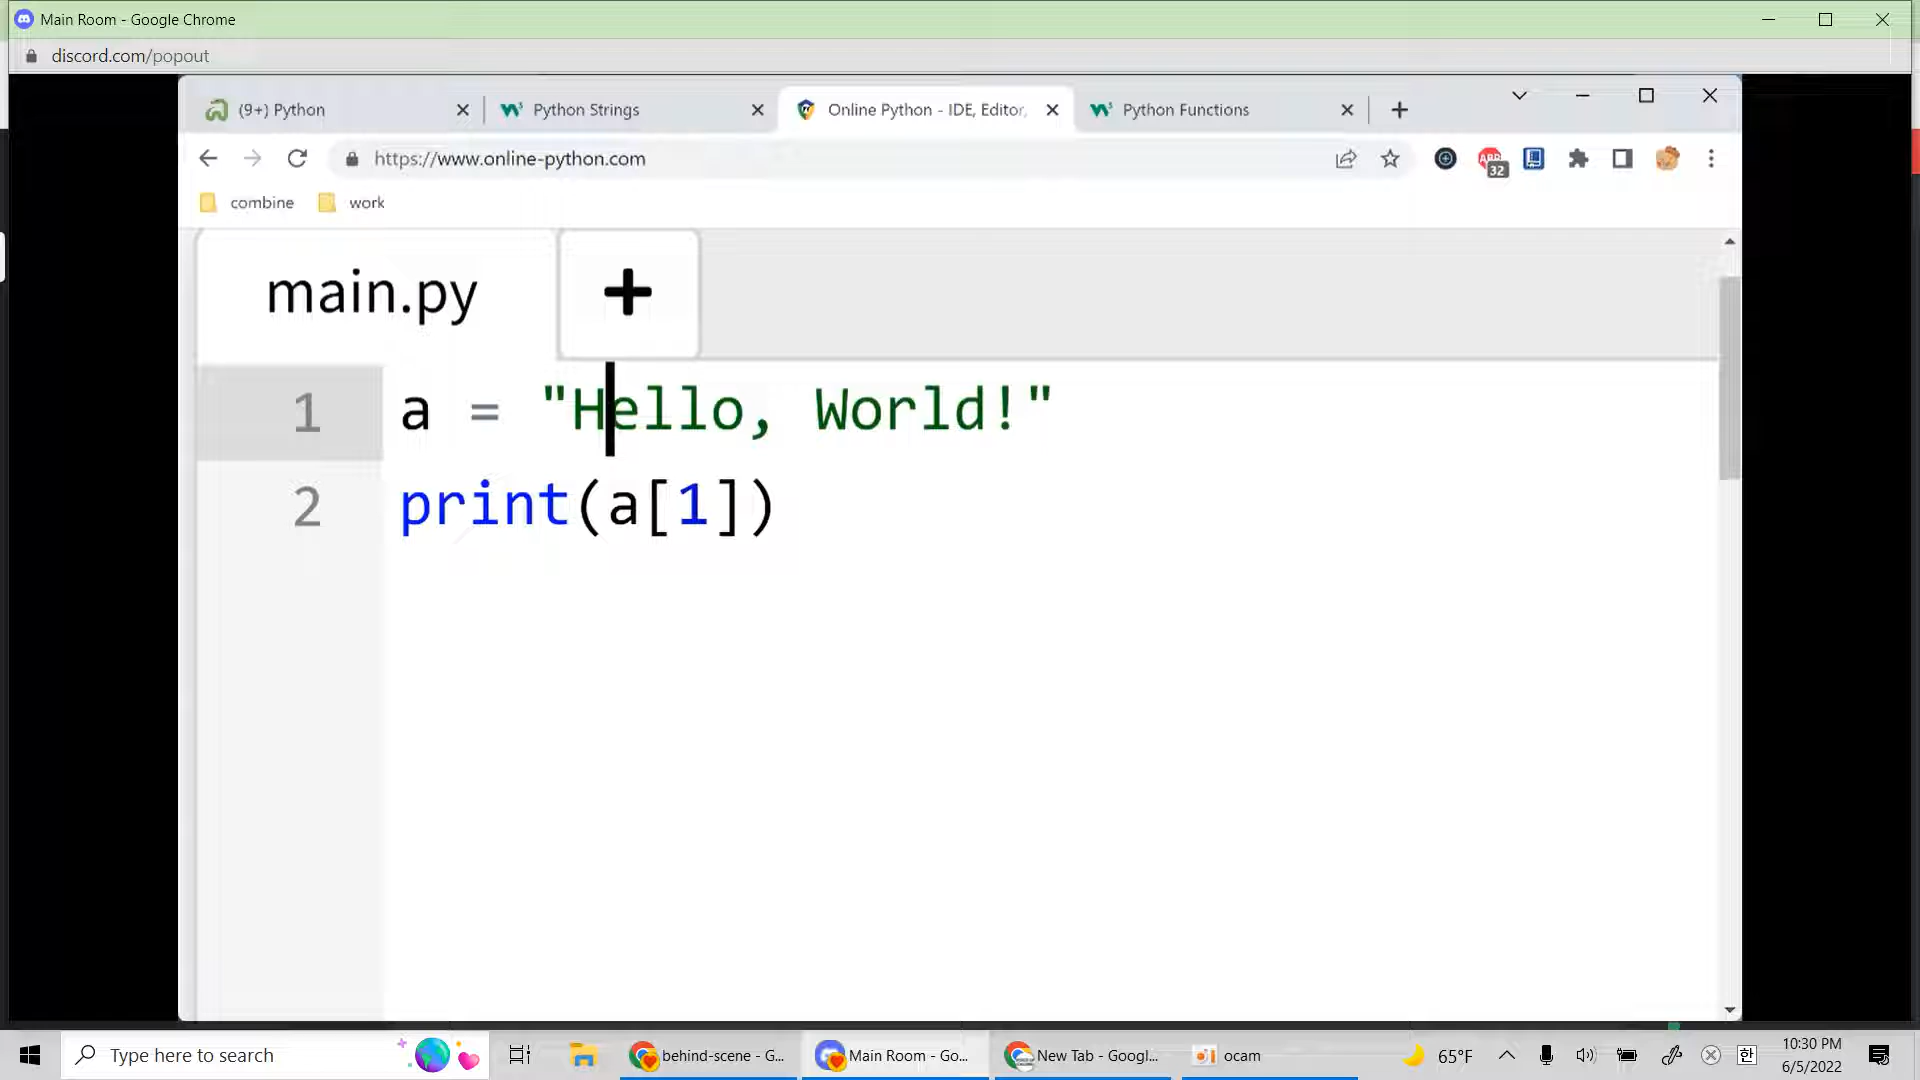 Main Room - Google Chrome
discord.com/popout
(9+) Python
Python Strings
Online Python - IDE, Editor,
Python Functions
https://www.online-python.com
32
combine
work
main.py
1 a = "Hello, World!"
2 print(a[1])
Type here to search
behind-scene - G...
Main Room - Go...
New Tab - Googl...
ocam
65°F
한
10:30 PM
6/5/2022